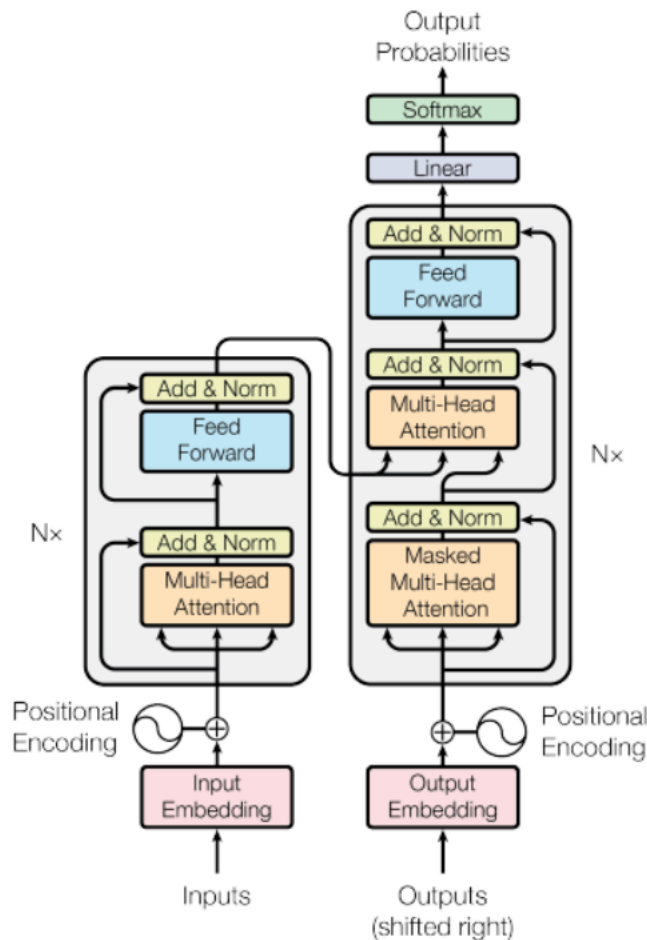 Output
Probabilities
Softmax
Linear
Add & Norm
Feed
Forward
Add & Norm
Multi-Head
Attention
Add & Norm
Masked
Multi-Head
Attention
N×
Add & Norm
Feed
Forward
Add & Norm
Multi-Head
Attention
N×
Positional
Encoding
Positional
Encoding
Input
Embedding
Output
Embedding
Inputs
Outputs
(shifted right)